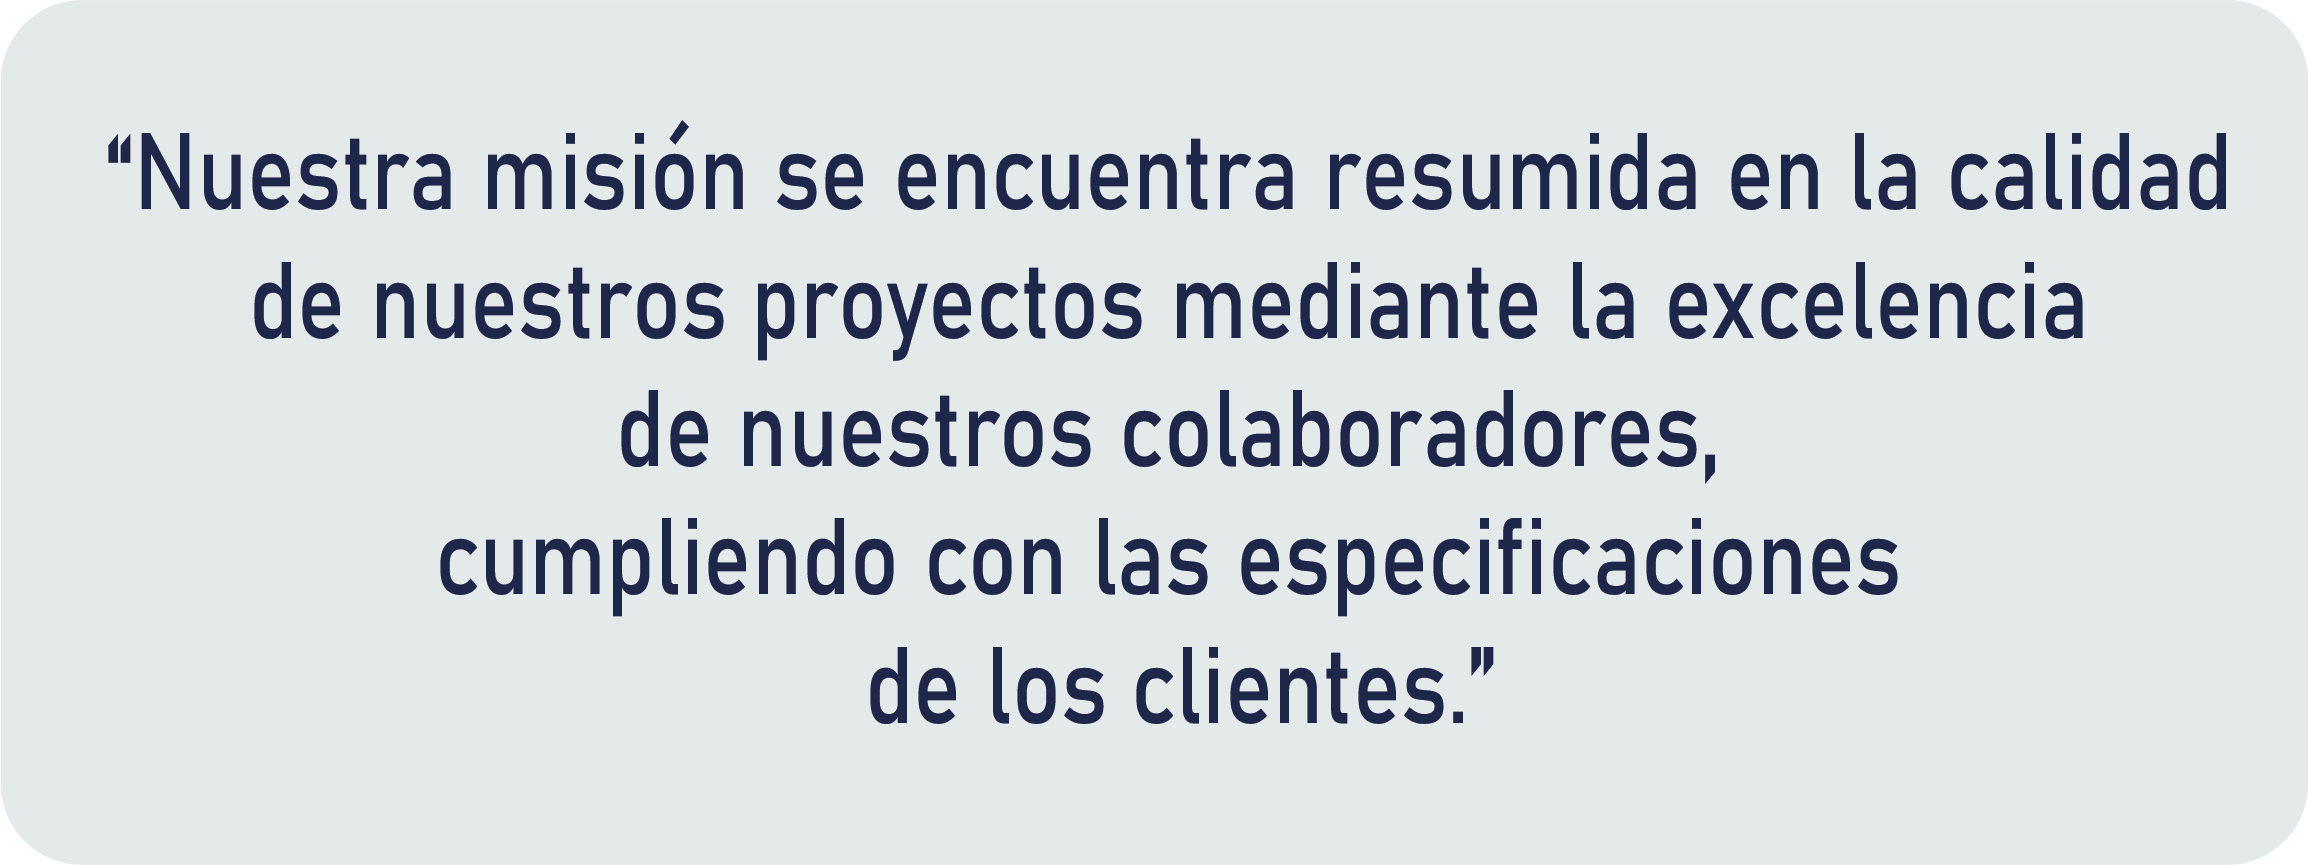 “Nuestra misión se encuentra resumida en la calidad
de nuestros proyectos mediante la excelencia
de nuestros colaboradores,
cumpliendo con las especificaciones
de los clientes.”